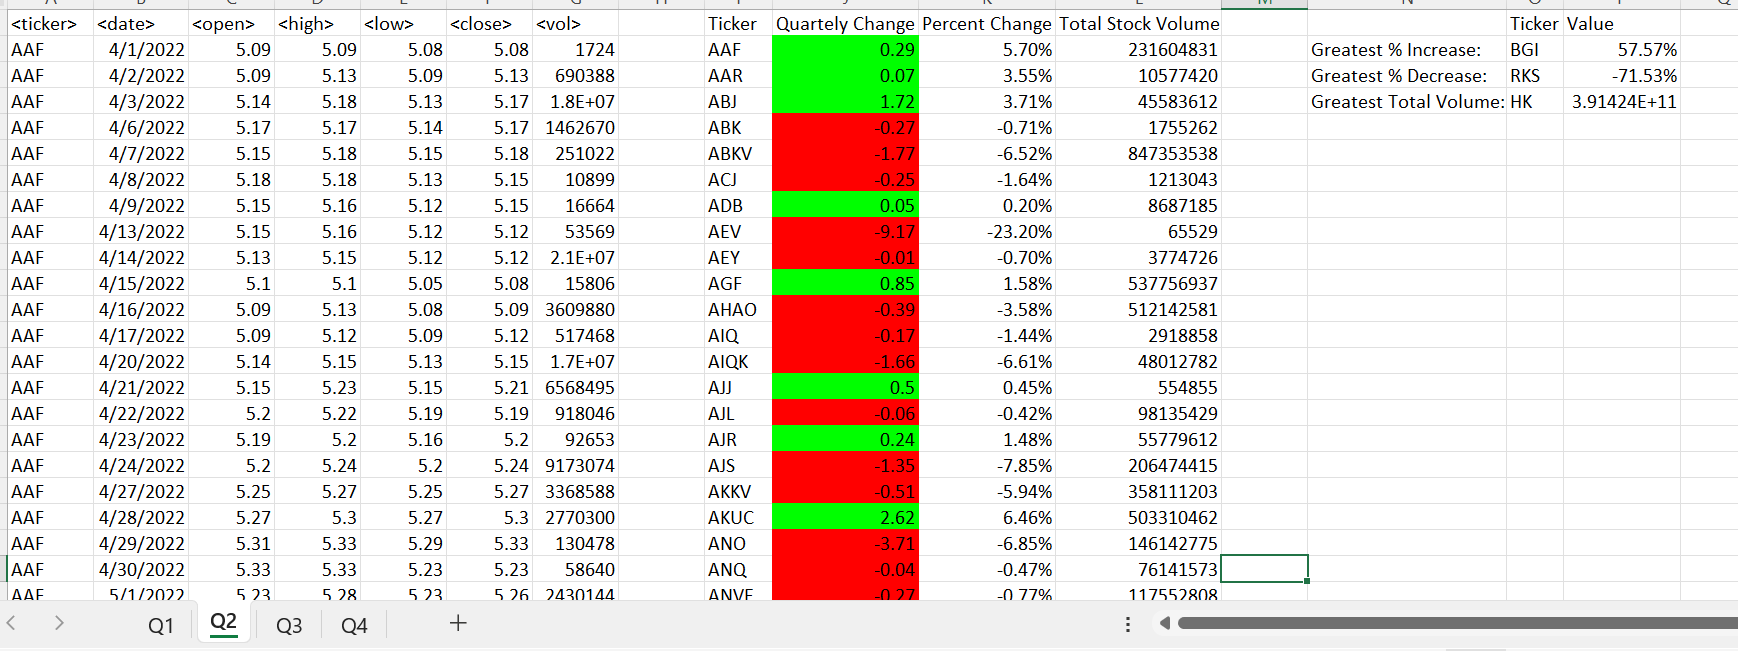 <ticker> <date> <open> <high> <low> <close> <vol> Ticker Quartely Change Percent Change Total Stock Volume Ticker Value
AAF 4/1/2022 5.09 5.09 5.08 5.08 1724 AAF 0.29 5.70% 231604831 Greatest % Increase: BGI 57.57%
AAF 4/2/2022 5.09 5.13 5.09 5.13 690388 AAR 0.07 3.55% 10577420 Greatest % Decrease: RKS -71.53%
AAF 4/3/2022 5.14 5.18 5.13 5.17 1.8E+07 ABJ 1.72 3.71% 45583612 Greatest Total Volume: HK 3.91424E+11
AAF 4/6/2022 5.17 5.17 5.14 5.17 1462670 ABK -0.27 -0.71% 1755262
AAF 4/7/2022 5.15 5.18 5.15 5.18 251022 ABKV -1.77 -6.52% 847353538
AAF 4/8/2022 5.18 5.18 5.13 5.15 10899 ACJ -0.25 -1.64% 1213043
AAF 4/9/2022 5.15 5.16 5.12 5.15 16664 ADB 0.05 0.20% 8687185
AAF 4/13/2022 5.15 5.16 5.12 5.12 53569 AEV -9.17 -23.20% 65529
AAF 4/14/2022 5.13 5.15 5.12 5.12 2.1E+07 AEY -0.01 -0.70% 3774726
AAF 4/15/2022 5.1 5.1 5.05 5.08 15806 AGF 0.85 1.58% 537756937
AAF 4/16/2022 5.09 5.13 5.08 5.09 3609880 AHAO -0.39 -3.58% 512142581
AAF 4/17/2022 5.09 5.12 5.09 5.12 517468 AIQ -0.17 -1.44% 2918858
AAF 4/20/2022 5.14 5.15 5.13 5.15 1.7E+07 AIQK -1.66 -6.61% 48012782
AAF 4/21/2022 5.15 5.23 5.15 5.21 6568495 AJJ 0.5 0.45% 554855
AAF 4/22/2022 5.2 5.22 5.19 5.19 918046 AJL -0.06 -0.42% 98135429
AAF 4/23/2022 5.19 5.2 5.16 5.2 92653 AJR 0.24 1.48% 55779612
AAF 4/24/2022 5.2 5.24 5.2 5.24 9173074 AJS -1.35 -7.85% 206474415
AAF 4/27/2022 5.25 5.27 5.25 5.27 3368588 AKKV -0.51 -5.94% 358111203
AAF 4/28/2022 5.27 5.3 5.27 5.3 2770300 AKUC 2.62 6.46% 503310462
AAF 4/29/2022 5.31 5.33 5.29 5.33 130478 ANO -3.71 -6.85% 146142775
AAF 4/30/2022 5.33 5.33 5.23 5.23 58640 ANQ -0.04 -0.47% 76141573
AAF 5/1/2022 5.23 5.28 5.23 5.26 2430144 ANVF -0.27 -0.77% 117552808
Q1 Q2 Q3 Q4